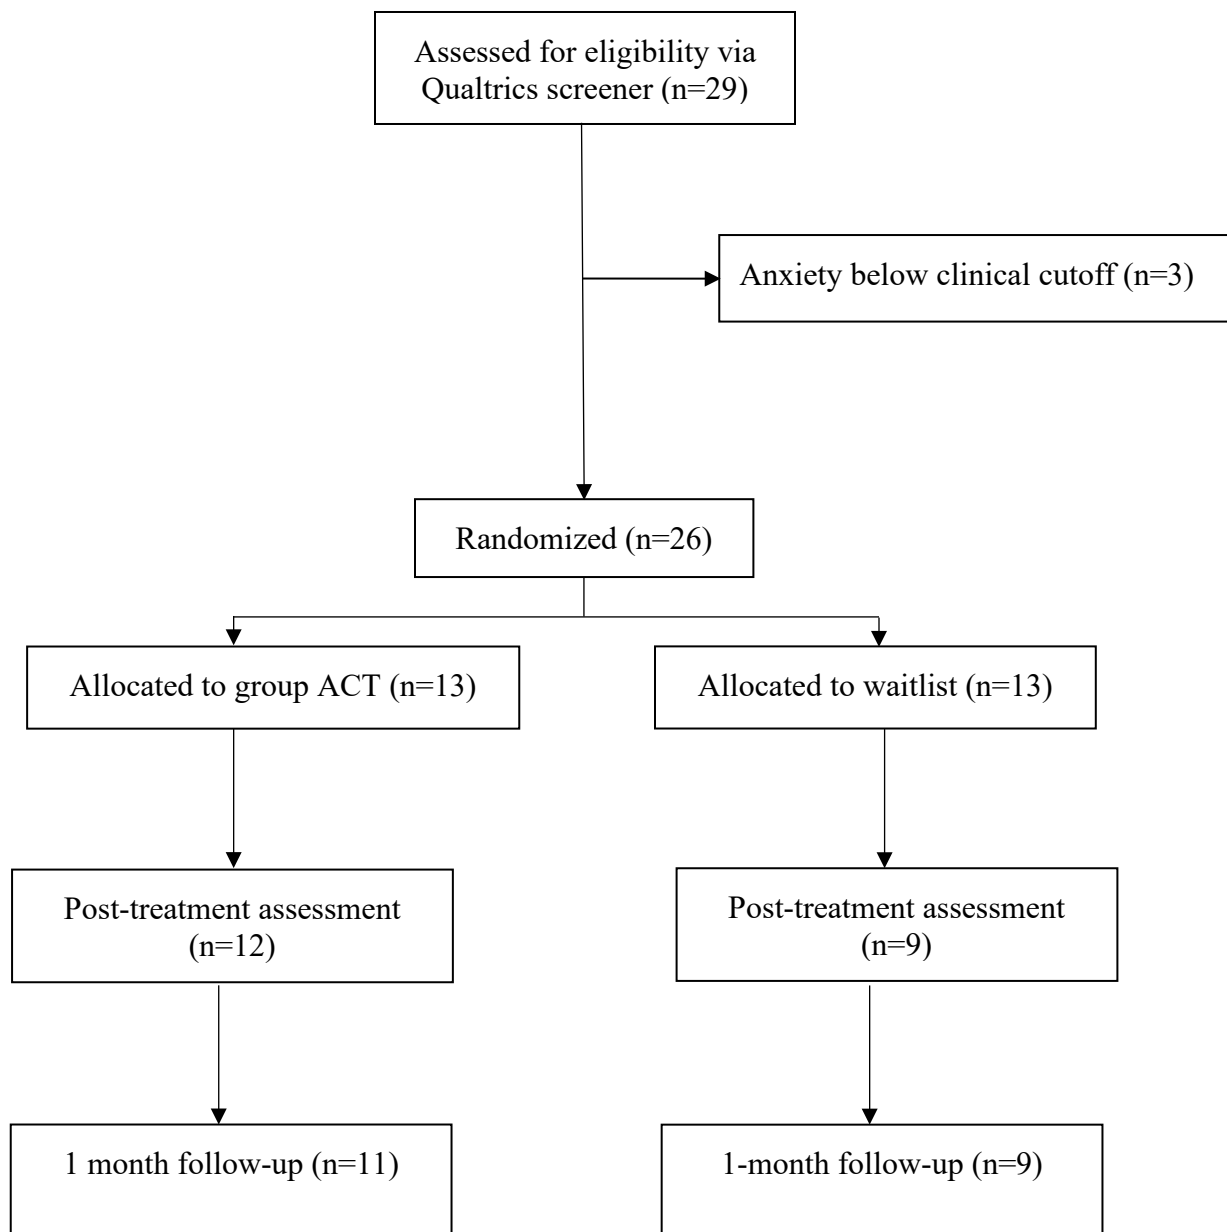 Assessed for eligibility via
Qualtrics screener (n=29)
Anxiety below clinical cutoff (n=3)
Randomized (n=26)
Allocated to group ACT (n=13)
Allocated to waitlist (n=13)
Post-treatment assessment
(n=12)
Post-treatment assessment
(n=9)
1 month follow-up (n=11)
1-month follow-up (n=9)